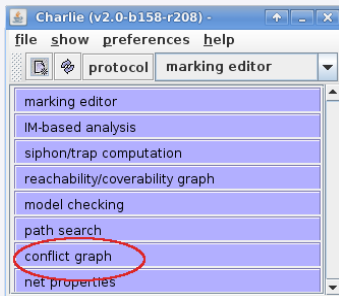 Charlie (v2.0-b158-r208) -
file show preferences help
protocol marking editor
marking editor
IM-based analysis
siphon/trap computation
reachability/coverability graph
model checking
path search
conflict graph
net properties